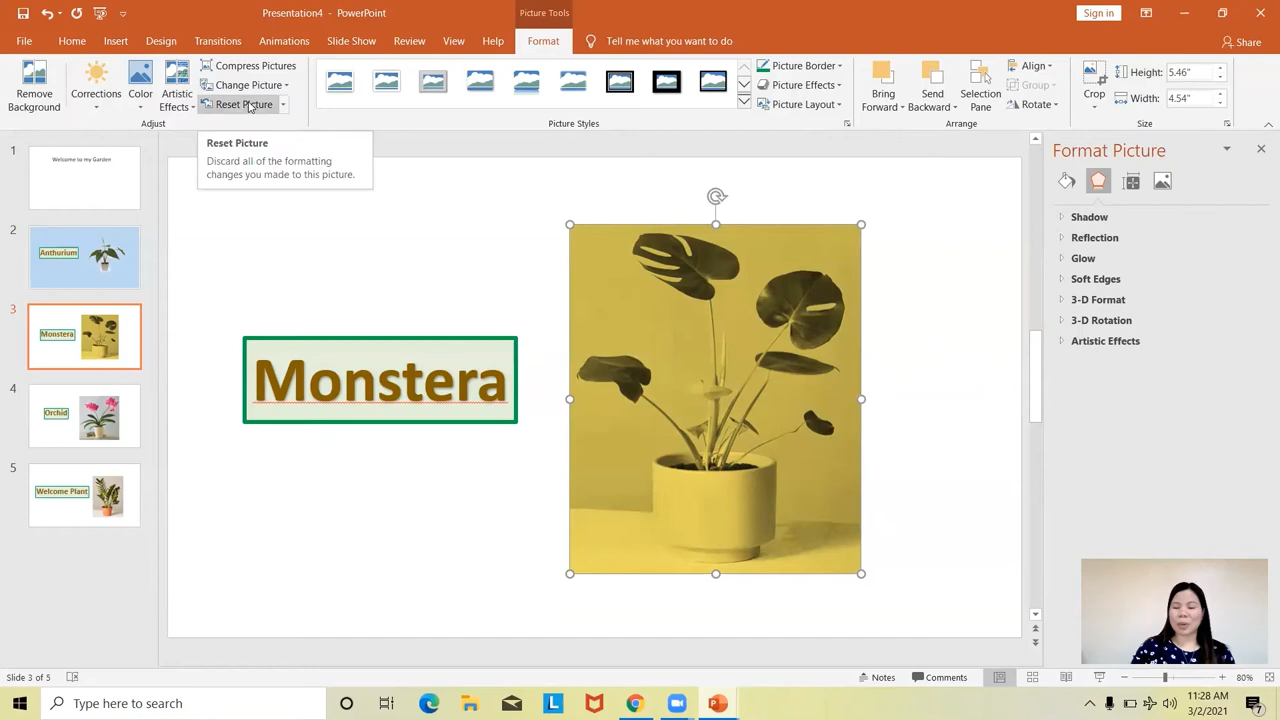 Presentation4 - PowerPoint
Picture Tools
Sign in
File
Home
Insert
Design
Transitions
Animations
Slide Show
Review
View
Help
Format
Tell me what you want to do
Share
Remove
Background
Corrections
Color
Artistic
Effects
Compress Pictures
Change Picture
Reset Picture
Adjust
Picture Styles
Picture Border
Picture Effects
Picture Layout
Bring
Forward
Send
Backward
Selection
Pane
Align
Group
Rotate
Arrange
Crop
Height: 5.46"
Width: 4.54"
Size
Reset Picture
Discard all of the formatting
changes you made to this picture.
1
Welcome to my Garden
2
Anthurium
3
Monstera
4
Orchid
5
Welcome Plant
Monstera
Format Picture
Shadow
Reflection
Glow
Soft Edges
3-D Format
3-D Rotation
Artistic Effects
Slide 3 of 5
Notes
Comments
80%
Type here to search
11:28 AM
3/2/2021
7